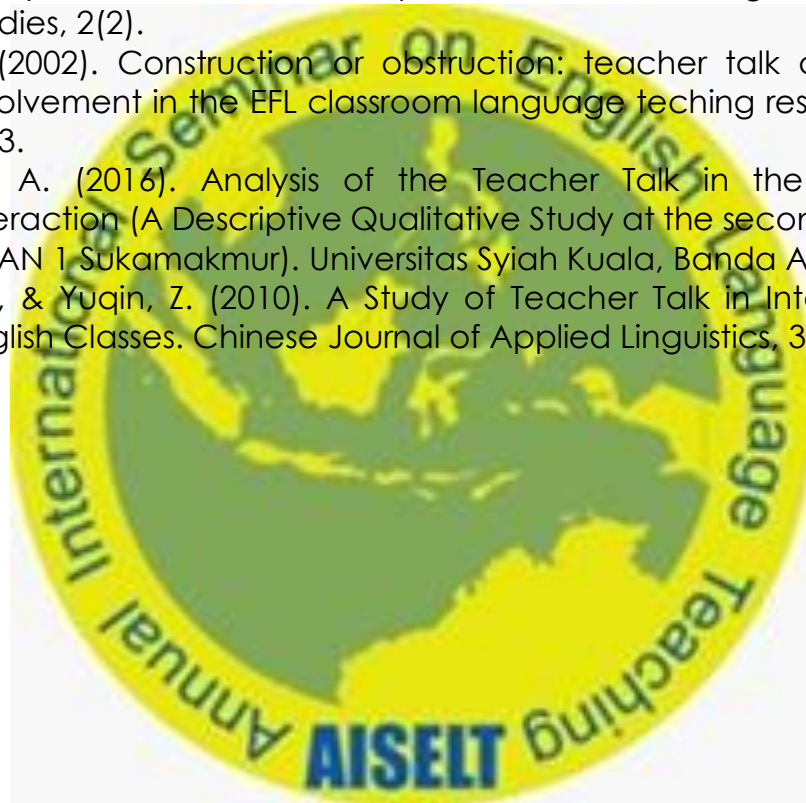 dies, 2(2).
(2002). Construction or obstruction: teacher talk
olvement in the EFL classroom language teching res
3.
A. (2016). Analysis of the Teacher Talk in the
eraction (A Descriptive Qualitative Study at the secon
AN 1 Sukamakmur). Universitas Syiah Kuala, Banda A
, & Yuqin, Z. (2010). A Study of Teacher Talk in Inte
glish Classes. Chinese Journal of Applied Linguistics, 3
Annual International Seminar on English Language Teaching
AISELT